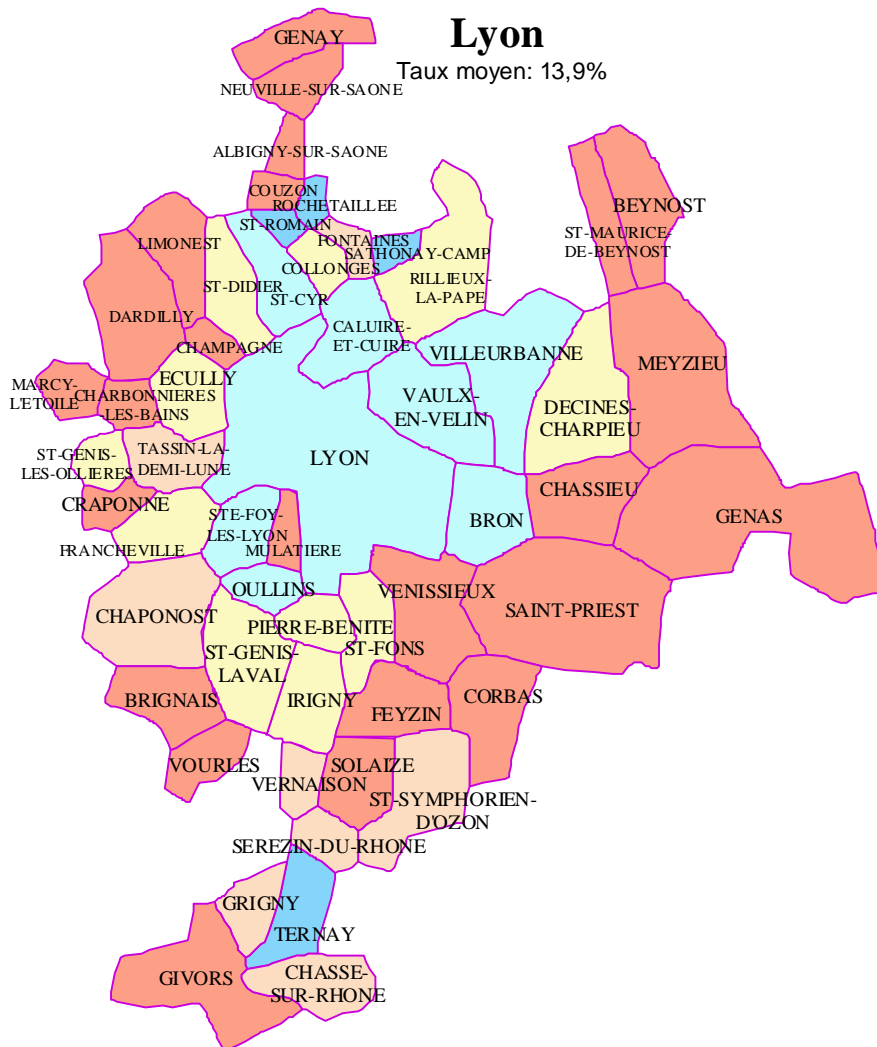 Lyon
Taux moyen: 13,9%
GENAY
NEUVILLE-SUR-SAONE
ALBIGNY-SUR-SAONE
COUZON
ROCHETAILLEE
ST-ROMAIN
FONTAINES
SATHONAY-CAMP
COLLONGES
RILLIEUX-
LA-PAPE
LIMONEST
ST-DIDIER
ST-CYR
BEYNOST
ST-MAURICE-
DE-BEYNOST
DARDILLY
CHAMPAGNE
CALUIRE-
ET-CUIRE
VILLEURBANNE
MEYZIEU
MARCY-
L'ETOILE
CHARBONNIERES
-LES-BAINS
ECULLY
VAULX-
EN-VELIN
DECINES-
CHARPIEU
ST-GENIS-
LES-OLLIERES
TASSIN-LA-
DEMI-LUNE
LYON
CHASSIEU
GENAS
CRAPONNE
STE-FOY-
LES-LYON
BRON
FRANCHEVILLE
MULATIERE
OULLINS
VENISSIEUX
SAINT-PRIEST
CHAPONOST
PIERRE-BENITE
ST-FONS
ST-GENIS-
LAVAL
BRIGNAIS
IRIGNY
FEYZIN
CORBAS
VOURLES
VERNAISON
SOLAIZE
ST-SYMPHORIEN-
D'OZON
SEREZIN-DU-RHONE
GRIGNY
TERNAY
GIVORS
CHASSE-
SUR-RHONE